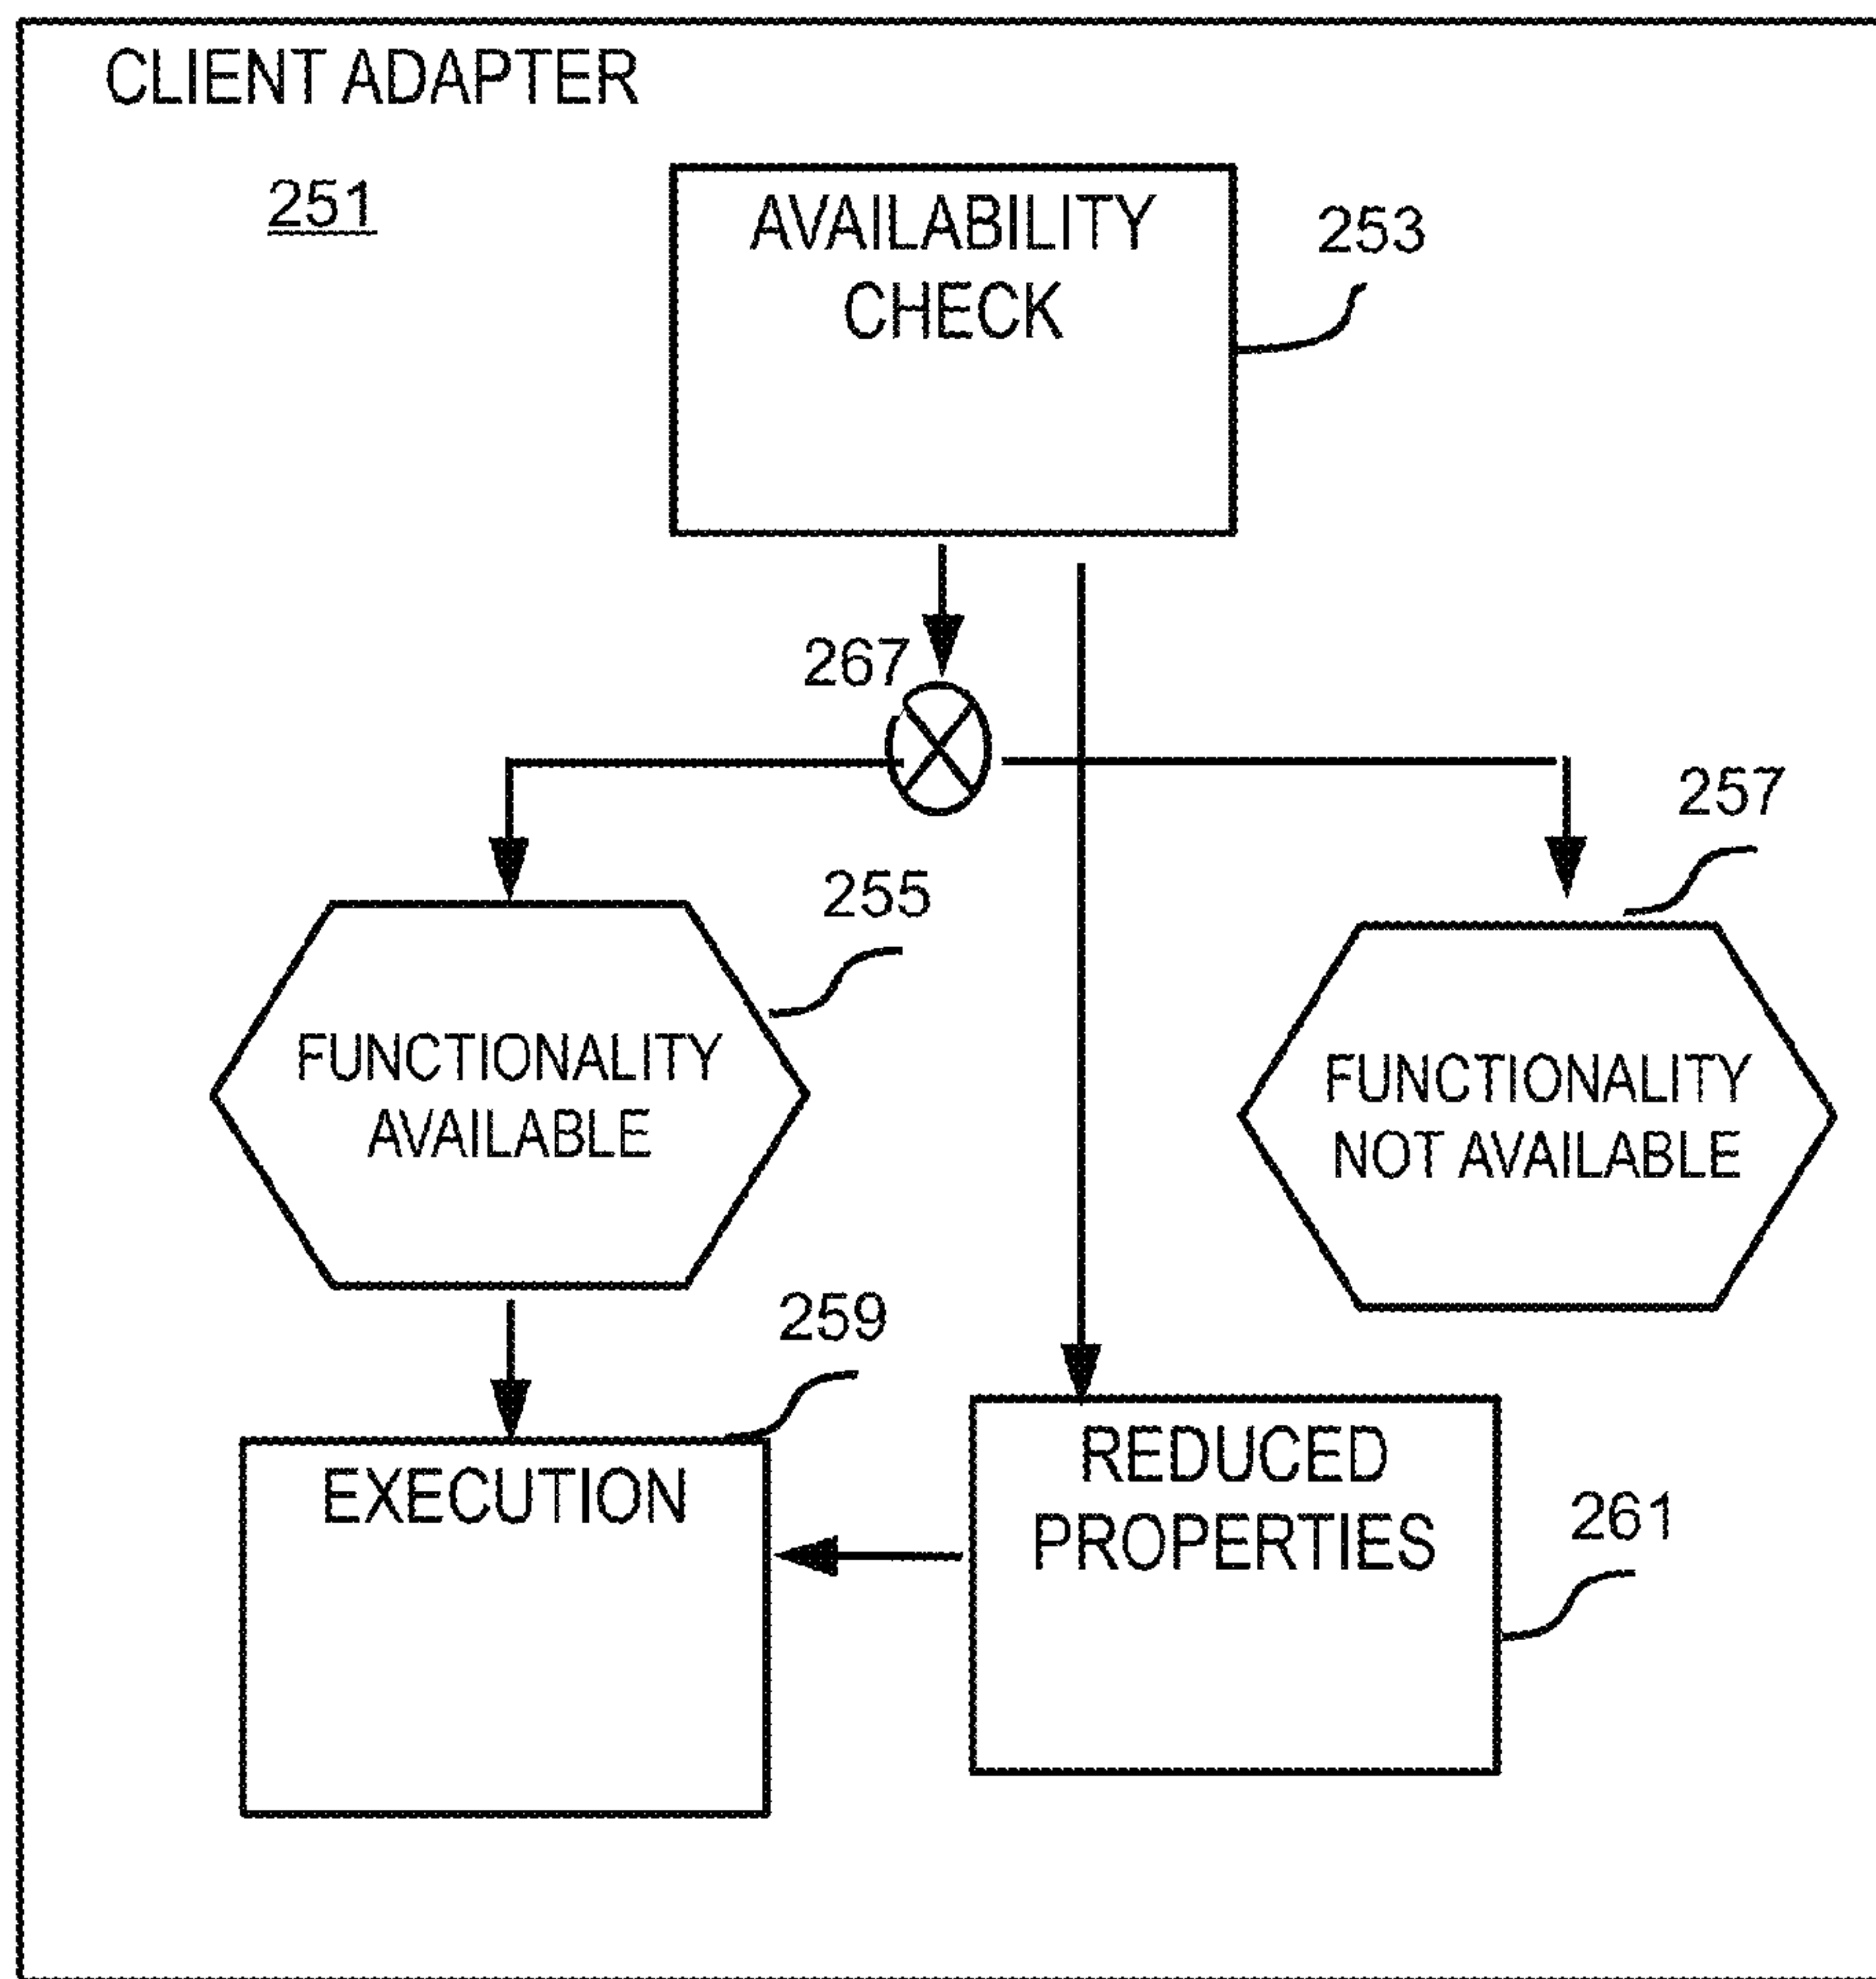 CLIENT ADAPTER
251
AVAILABILITY
CHECK
253
267
257
255
FUNCTIONALITY
AVAILABLE
FUNCTIONALITY
NOT AVAILABLE
259
EXECUTION
REDUCED
PROPERTIES
261